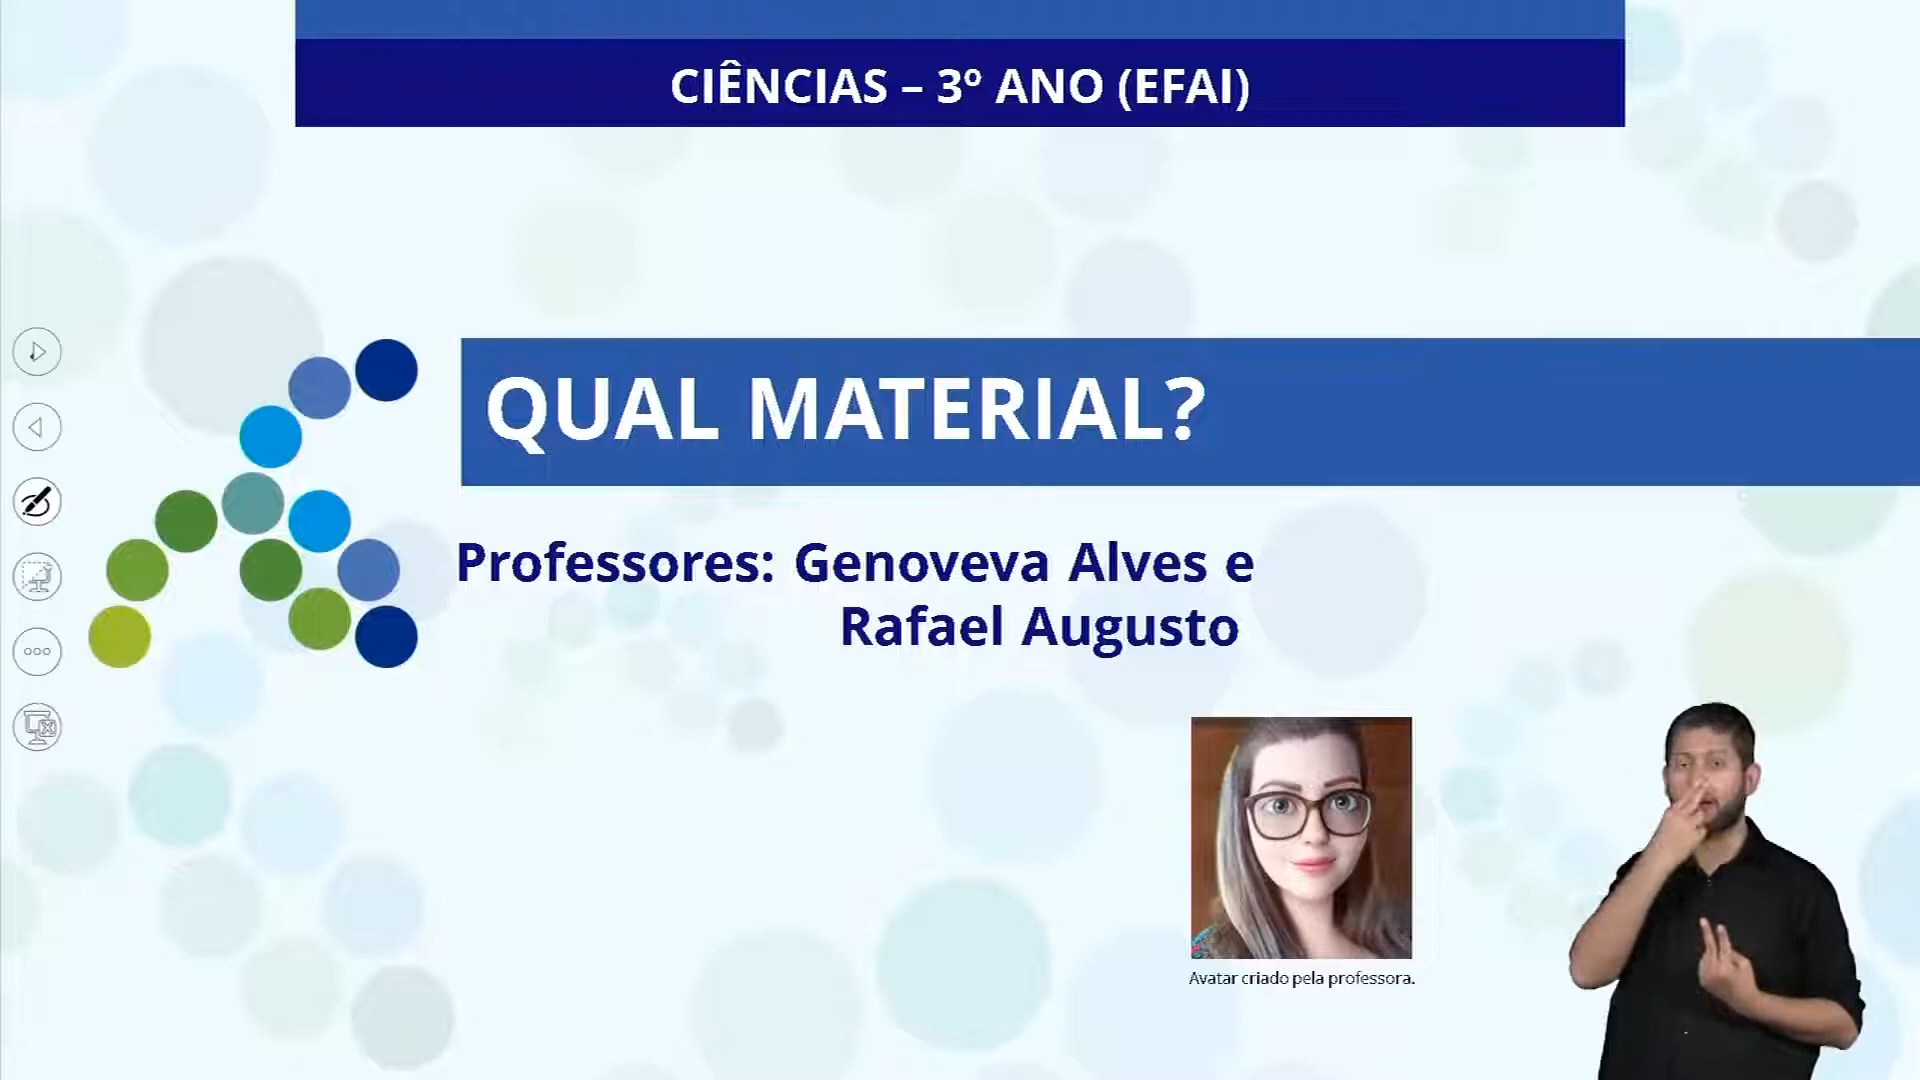 CIÊNCIAS – 3º ANO (EFAI)
QUAL MATERIAL?
Professores: Genoveva Alves e
Rafael Augusto
Avatar criado pela professora.